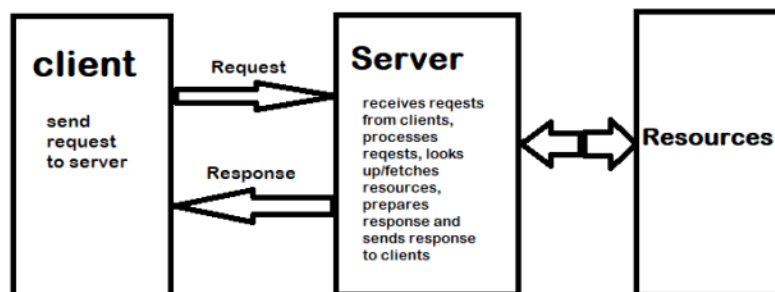 client
send
request
to server
Request
Response
Server
receives reqests
from clients,
processes
reqests, looks
up/fetches
resources,
prepares
response and
sends response
to clients
Resources